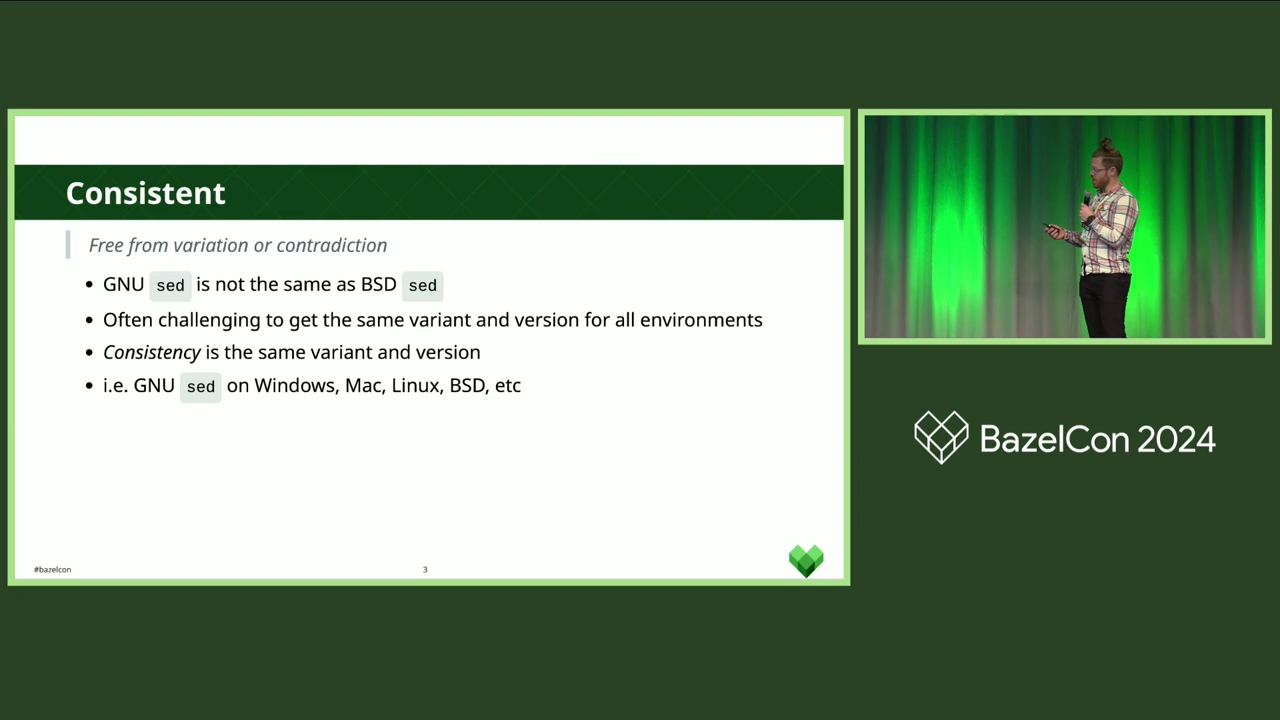 Consistent
Free from variation or contradiction
• GNU sed is not the same as BSD sed
• Often challenging to get the same variant and version for all environments
• Consistency is the same variant and version
• i.e. GNU sed on Windows, Mac, Linux, BSD, etc
#bazelcon
3
BazelCon 2024